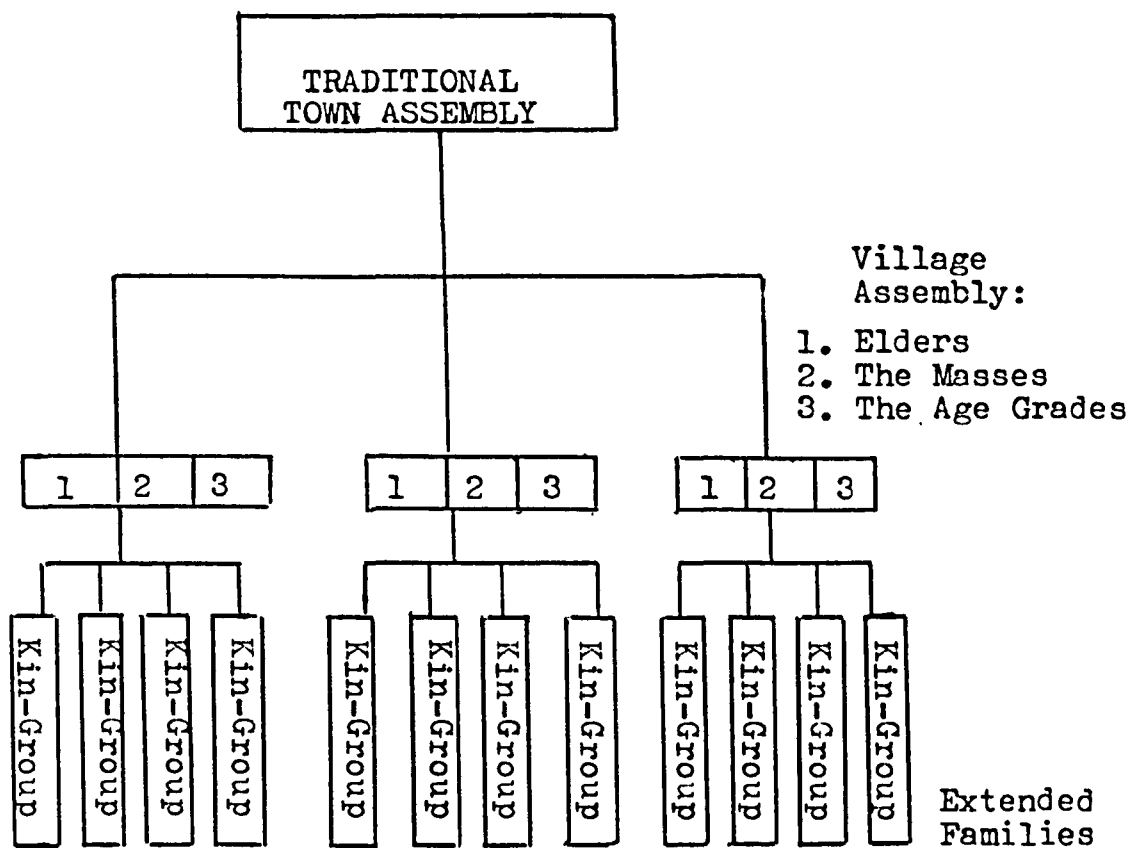 TRADITIONAL
TOWN ASSEMBLY
Village
Assembly:
1. Elders
2. The Masses
3. The Age Grades
1 2 3
1 2 3
1 2 3
Kin-Group
Kin-Group
Kin-Group
Kin-Group
Kin-Group
Kin-Group
Kin-Group
Kin-Group
Kin-Group
Kin-Group
Kin-Group
Kin-Group
Extended
Families